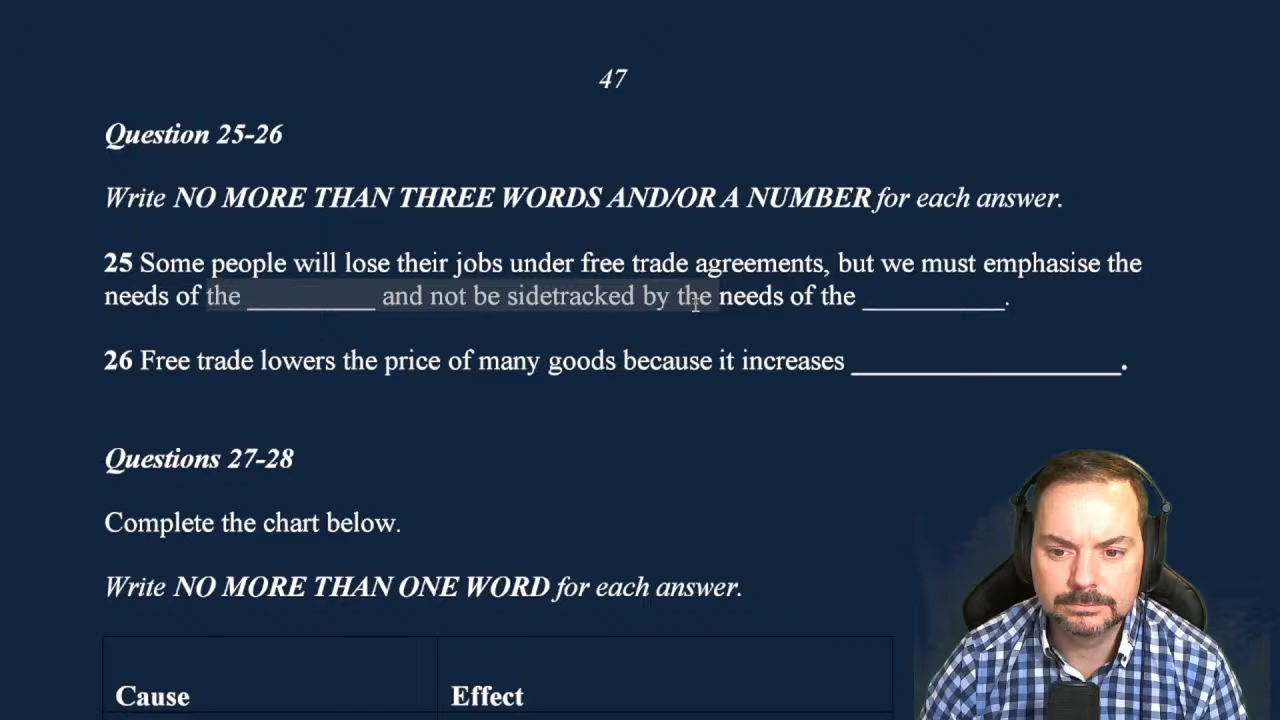 47
Question 25-26
Write NO MORE THAN THREE WORDS AND/OR A NUMBER for each answer.
25 Some people will lose their jobs under free trade agreements, but we must emphasise the
needs of the _________ and not be sidetracked by the needs of the __________.
26 Free trade lowers the price of many goods because it increases ___________________.
Questions 27-28
Complete the chart below.
Write NO MORE THAN ONE WORD for each answer.
Cause Effect